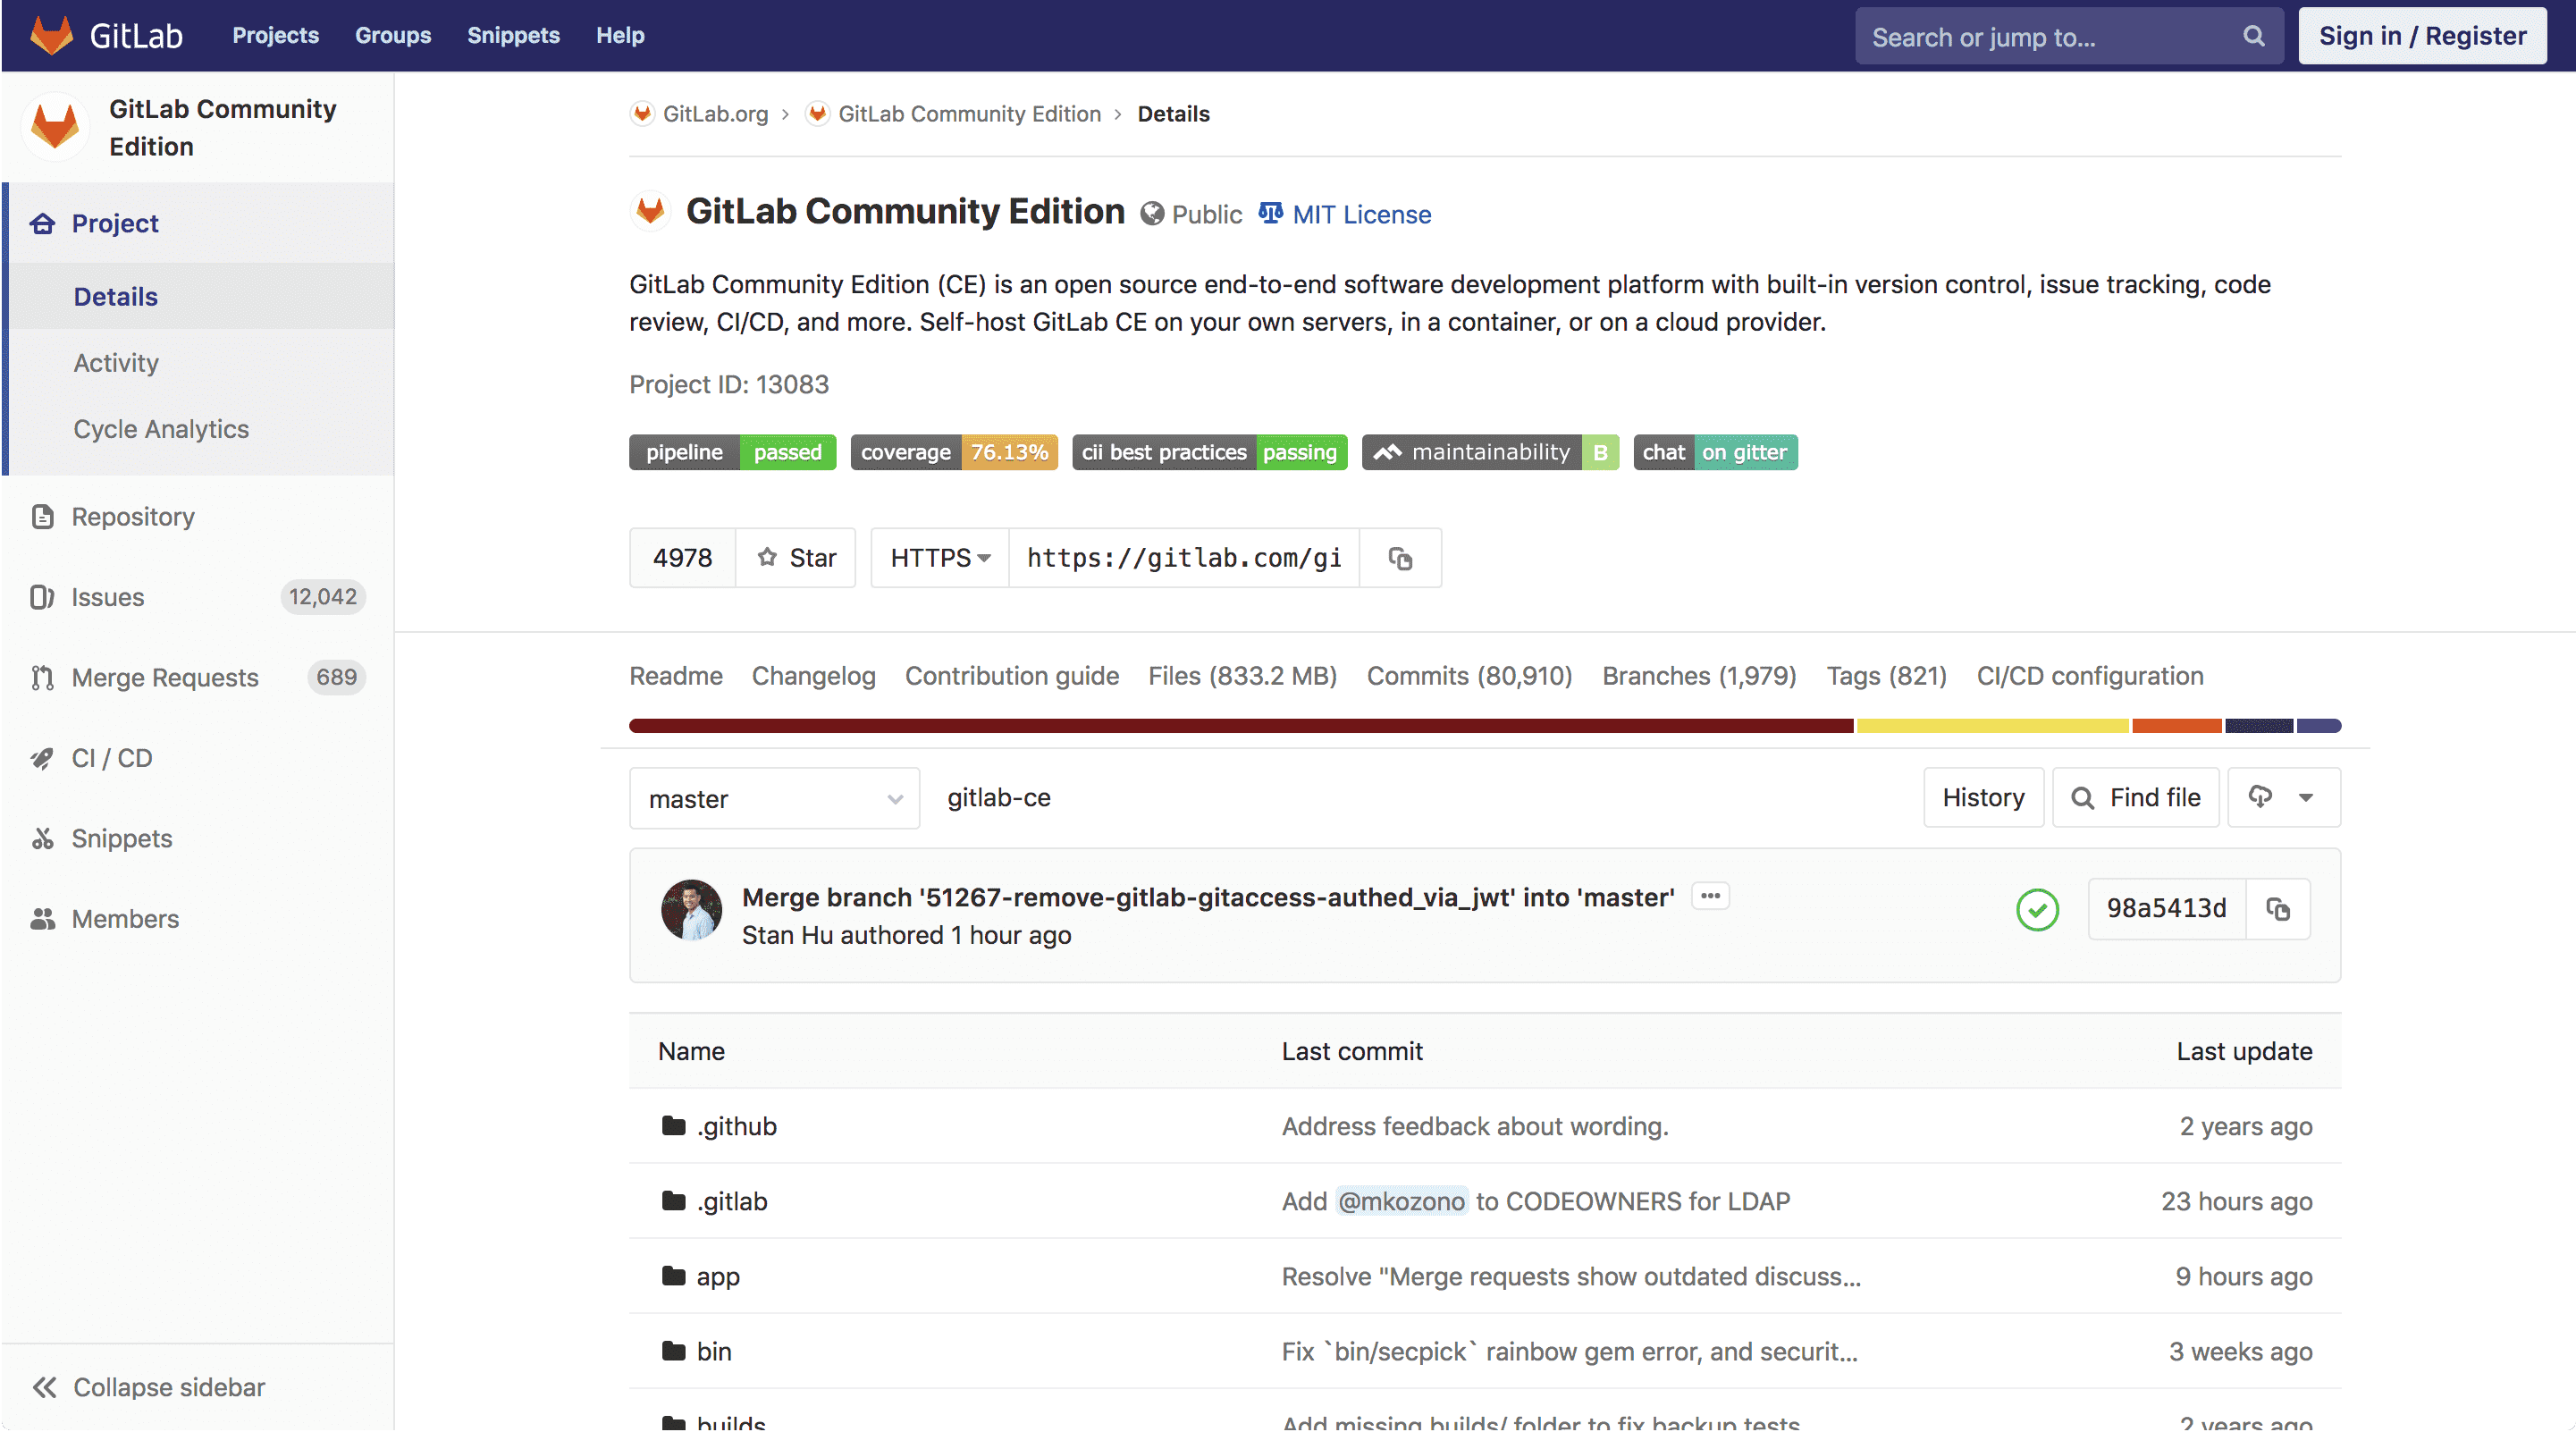 GitLab Projects Groups Snippets Help Search or jump to... Sign in / Register
GitLab Community
Edition
Project
Details
Activity
Cycle Analytics
Repository
Issues 12,042
Merge Requests 689
CI / CD
Snippets
Members
Collapse sidebar
GitLab.org › GitLab Community Edition › Details
GitLab Community Edition Public MIT License
GitLab Community Edition (CE) is an open source end-to-end software development platform with built-in version control, issue tracking, code
review, CI/CD, and more. Self-host GitLab CE on your own servers, in a container, or on a cloud provider.
Project ID: 13083
pipeline passed coverage 76.13% cii best practices passing maintainability B chat on gitter
4978 Star HTTPS https://gitlab.com/gi
Readme Changelog Contribution guide Files (833.2 MB) Commits (80,910) Branches (1,979) Tags (821) CI/CD configuration
master gitlab-ce History Find file
Merge branch '51267-remove-gitlab-gitaccess-authed_via_jwt' into 'master'
Stan Hu authored 1 hour ago
98a5413d
Name Last commit Last update
.github Address feedback about wording. 2 years ago
.gitlab Add @mkozono to CODEOWNERS for LDAP 23 hours ago
app Resolve "Merge requests show outdated discuss... 9 hours ago
bin Fix `bin/secpick` rainbow gem error, and securit... 3 weeks ago
builds Add missing builds/ folder to fix backup tests 2 years ago